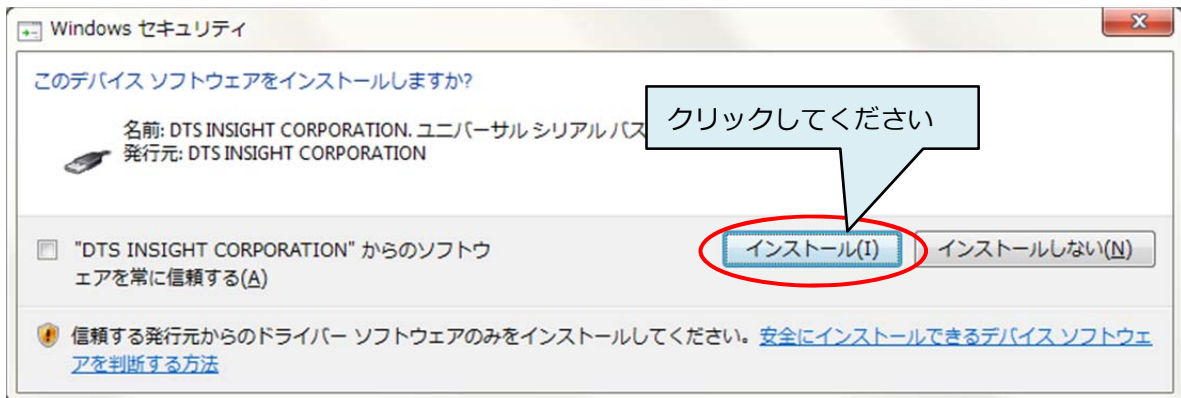 Windows セキュリティ
このデバイス ソフトウェアをインストールしますか?
名前: DTS INSIGHT CORPORATION. ユニバーサル シリアル バス
発行元: DTS INSIGHT CORPORATION
クリックしてください
"DTS INSIGHT CORPORATION" からのソフトウ
ェアを常に信頼する(A)
インストール(I)
インストールしない(N)
信頼する発行元からのドライバー ソフトウェアのみをインストールしてください。安全にインストールできるデバイス ソフトウェ
アを判断する方法